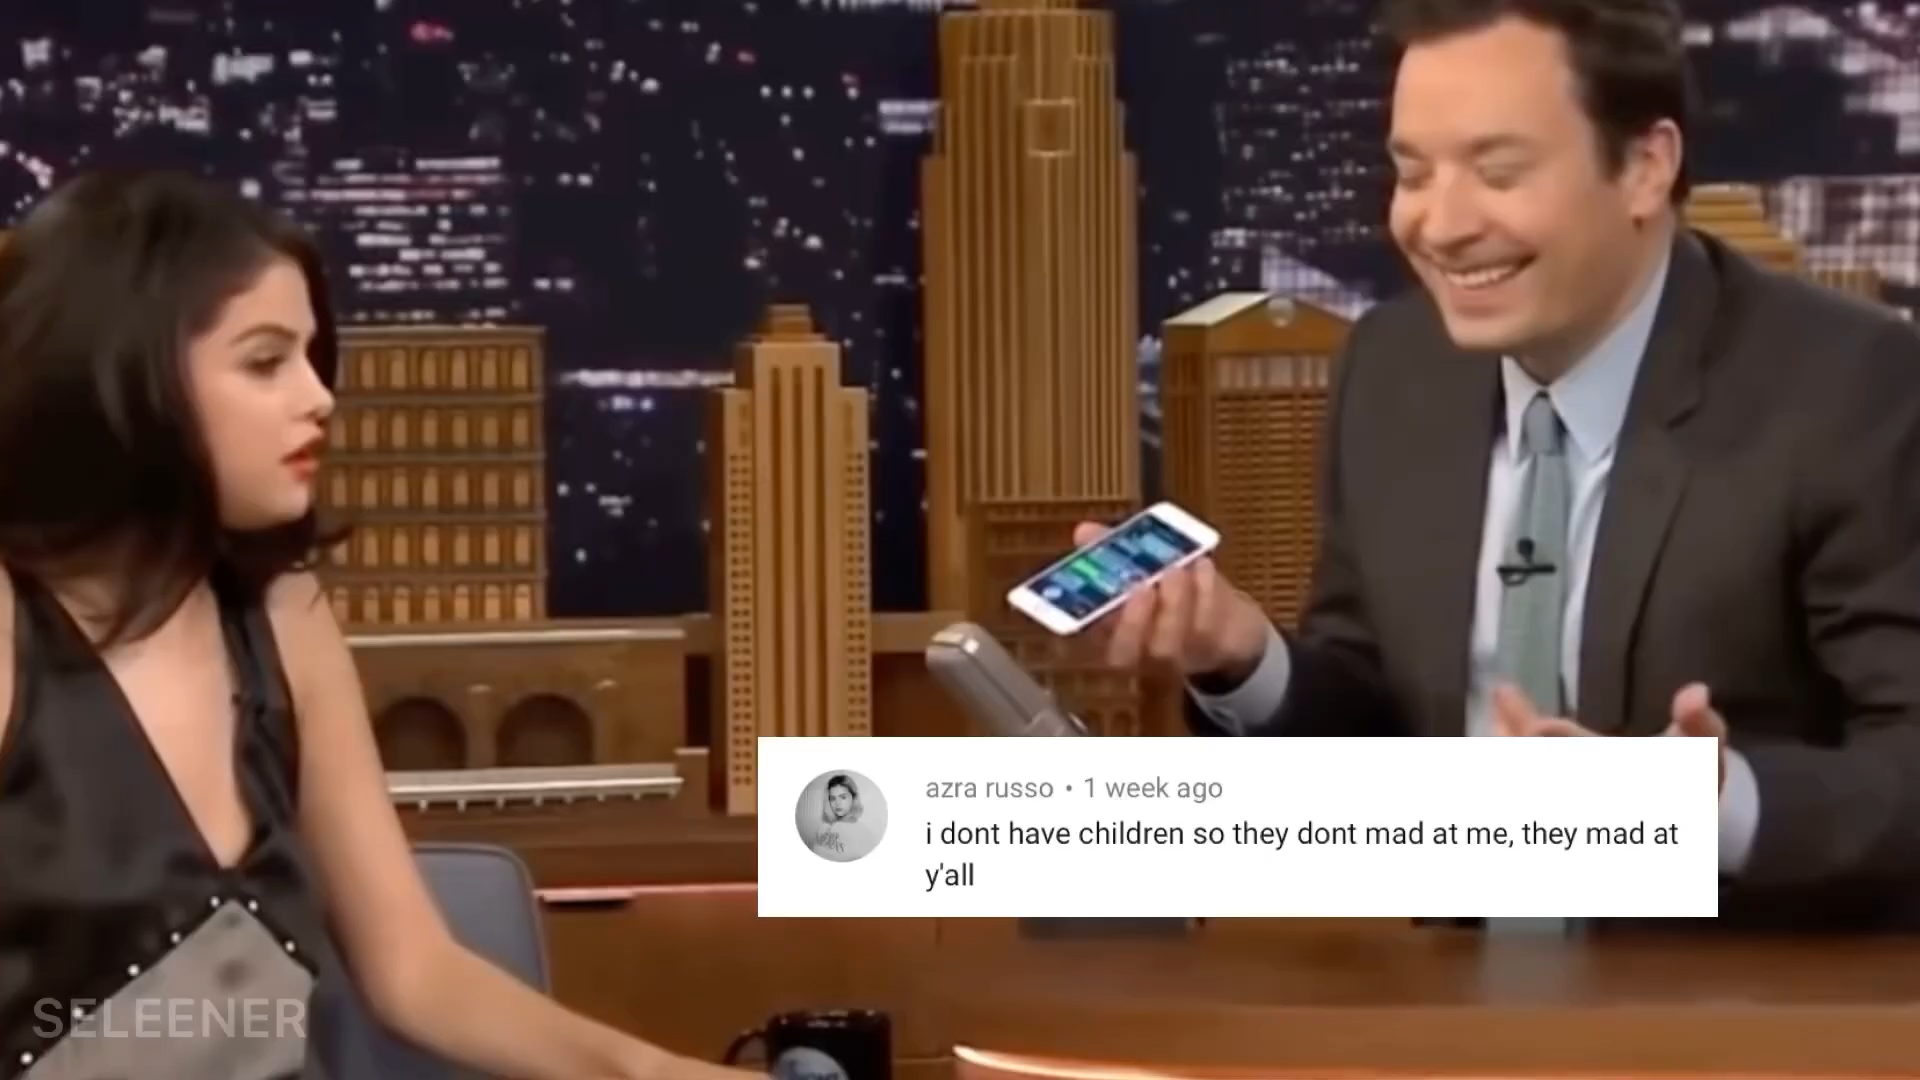 azra russo • 1 week ago
i dont have children so they dont mad at me, they mad at
y'all
SELEENER